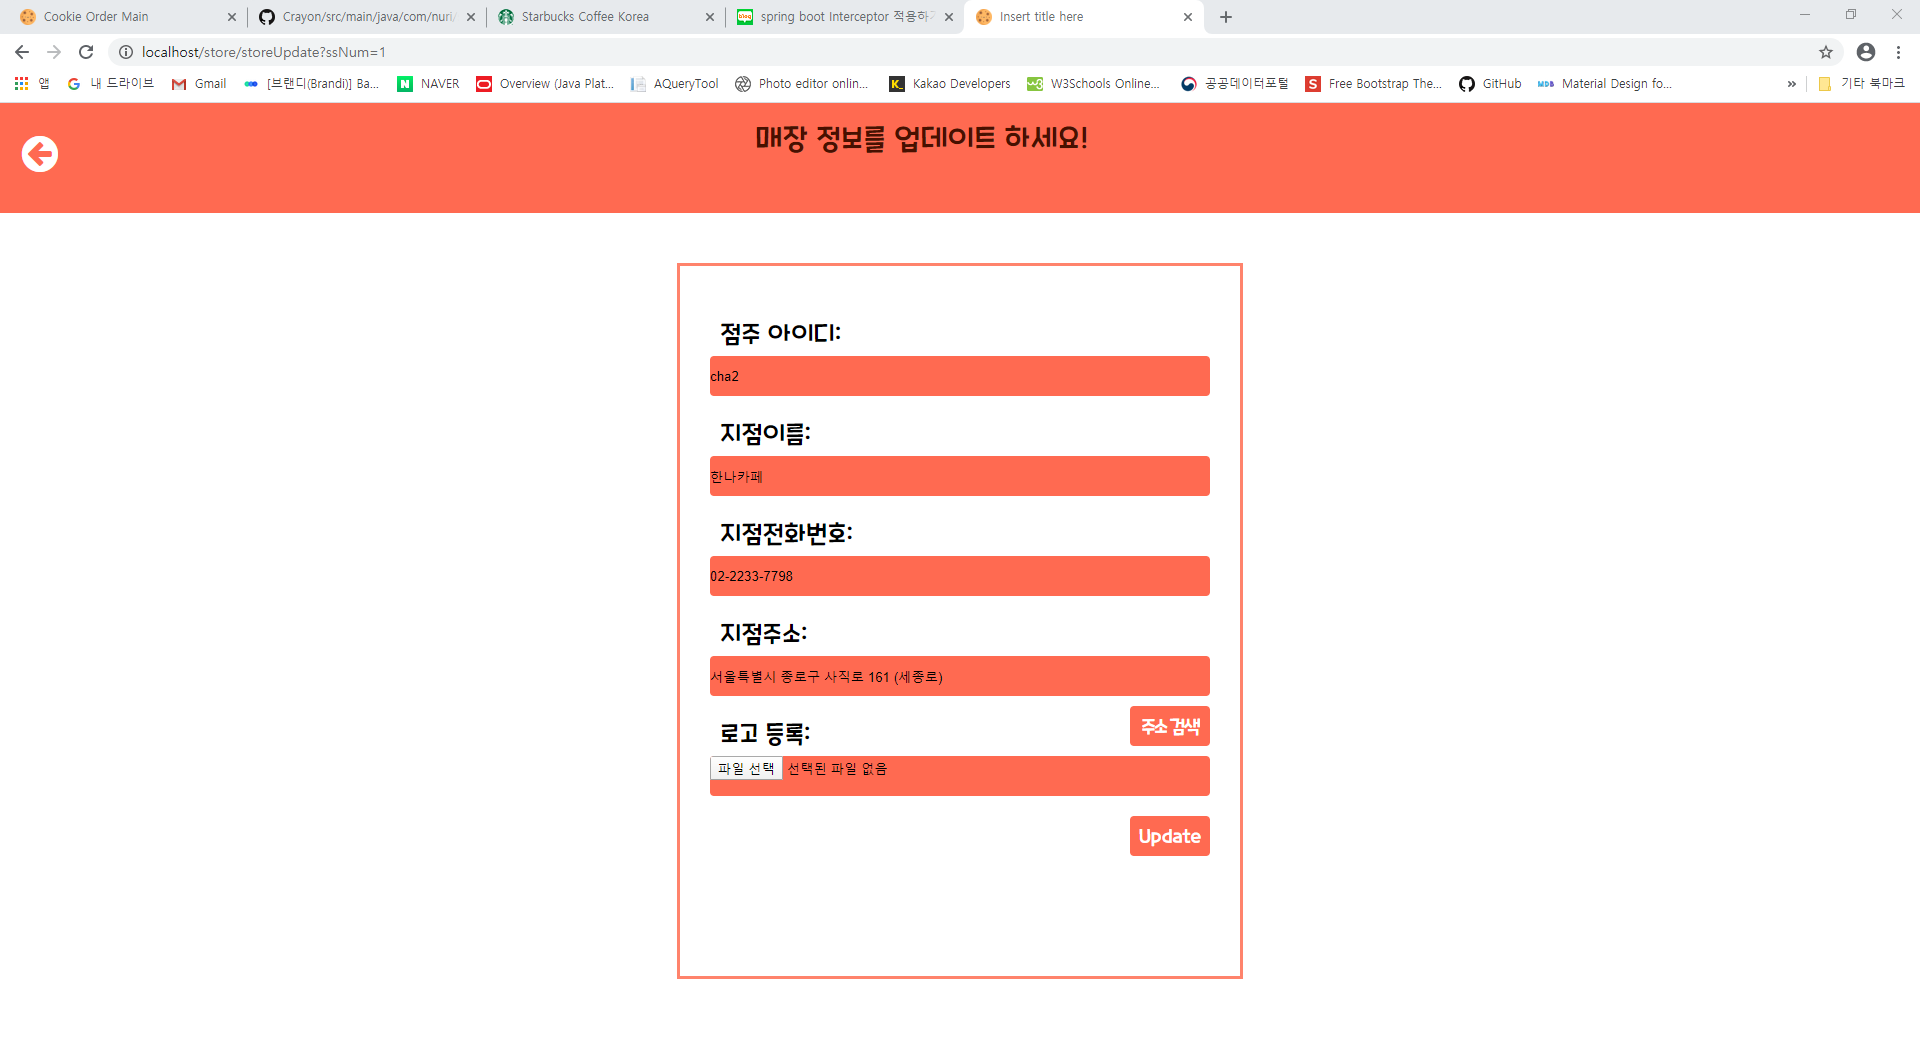 Cookie Order Main
Crayon/src/main/java/com/nuri/
Starbucks Coffee Korea
spring boot Interceptor 적용하기
Insert title here
localhost/store/storeUpdate?ssNum=1
앱
내 드라이브
Gmail
[브랜디(Brandi)] Ba...
NAVER
Overview (Java Plat...
AQueryTool
Photo editor onlin...
Kakao Developers
W3Schools Online...
공공데이터포털
Free Bootstrap The...
GitHub
Material Design fo...
»
기타 북마크
매장 정보를 업데이트 하세요!
점주 아이디:
cha2
지점이름:
한나카페
지점전화번호:
02-2233-7798
지점주소:
서울특별시 종로구 사직로 161 (세종로)
주소 검색
로고 등록:
파일 선택 선택된 파일 없음
Update